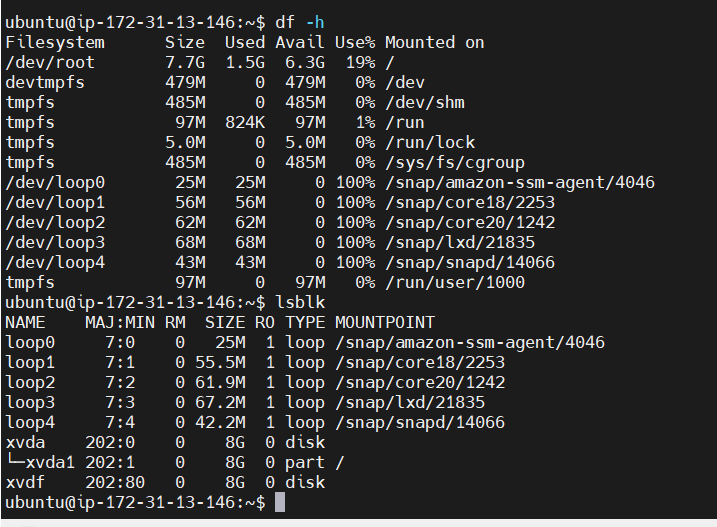 ubuntu@ip-172-31-13-146:~$ df -h
Filesystem      Size  Used Avail Use% Mounted on
/dev/root       7.7G  1.5G  6.3G  19% /
devtmpfs        479M     0  479M   0% /dev
tmpfs           485M     0  485M   0% /dev/shm
tmpfs            97M  824K   97M   1% /run
tmpfs           5.0M     0  5.0M   0% /run/lock
tmpfs           485M     0  485M   0% /sys/fs/cgroup
/dev/loop0       25M   25M     0 100% /snap/amazon-ssm-agent/4046
/dev/loop1       56M   56M     0 100% /snap/core18/2253
/dev/loop2       62M   62M     0 100% /snap/core20/1242
/dev/loop3       68M   68M     0 100% /snap/lxd/21835
/dev/loop4       43M   43M     0 100% /snap/snapd/14066
tmpfs            97M     0   97M   0% /run/user/1000
ubuntu@ip-172-31-13-146:~$ lsblk
NAME    MAJ:MIN RM  SIZE RO TYPE MOUNTPOINT
loop0     7:0    0   25M  1 loop /snap/amazon-ssm-agent/4046
loop1     7:1    0 55.5M  1 loop /snap/core18/2253
loop2     7:2    0 61.9M  1 loop /snap/core20/1242
loop3     7:3    0 67.2M  1 loop /snap/lxd/21835
loop4     7:4    0 42.2M  1 loop /snap/snapd/14066
xvda    202:0    0    8G  0 disk
└─xvda1 202:1    0    8G  0 part /
xvdf    202:80   0    8G  0 disk
ubuntu@ip-172-31-13-146:~$